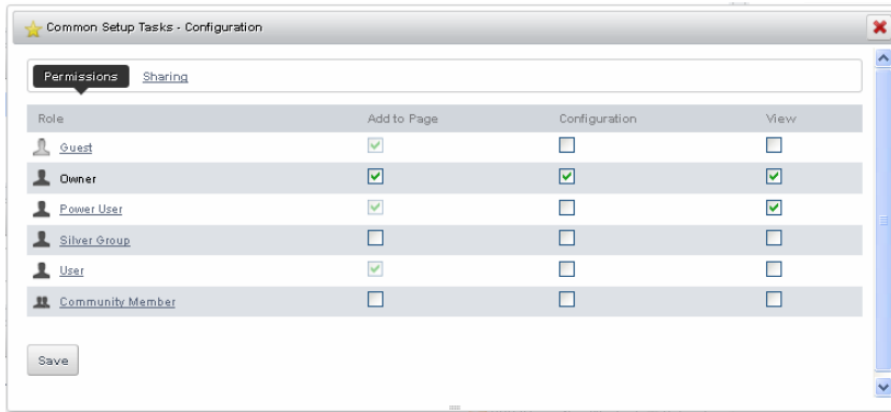 Common Setup Tasks - Configuration
Permissions Sharing
Role Add to Page Configuration View
Guest
Owner
Power User
Silver Group
User
Community Member
Save